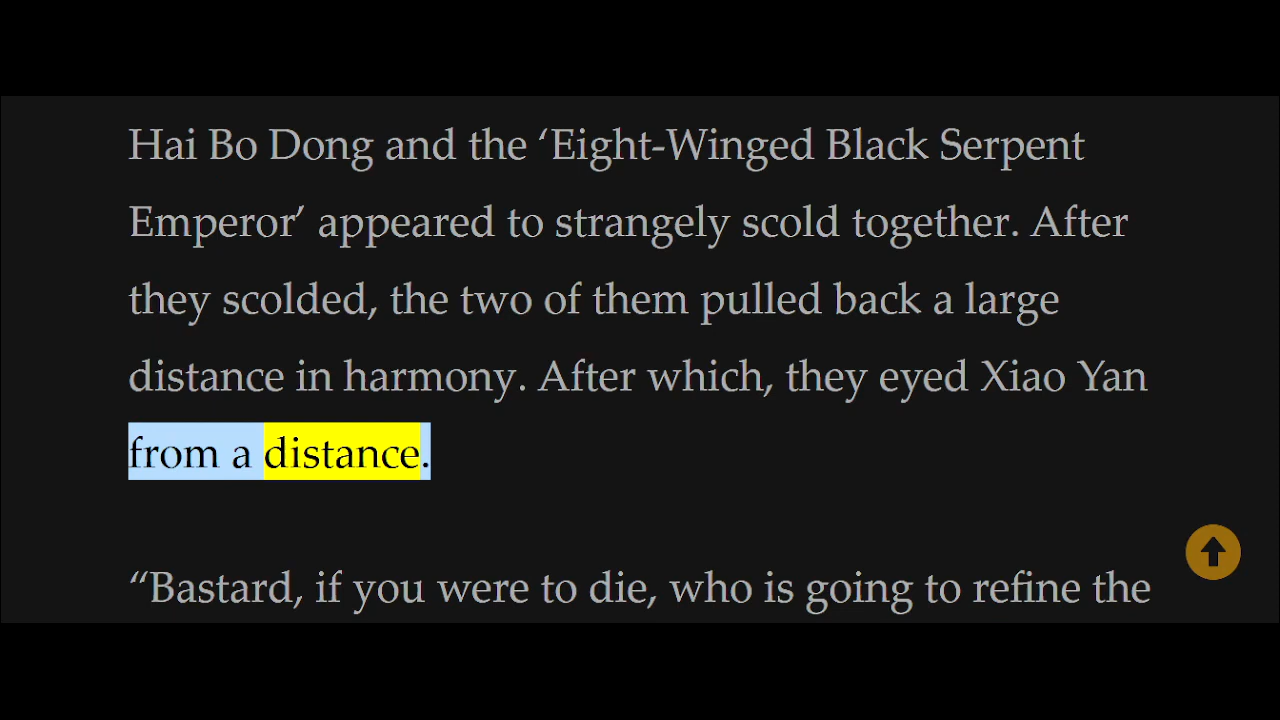 Hai Bo Dong and the ‘Eight-Winged Black Serpent
Emperor’ appeared to strangely scold together. After
they scolded, the two of them pulled back a large
distance in harmony. After which, they eyed Xiao Yan
from a distance.
“Bastard, if you were to die, who is going to refine the